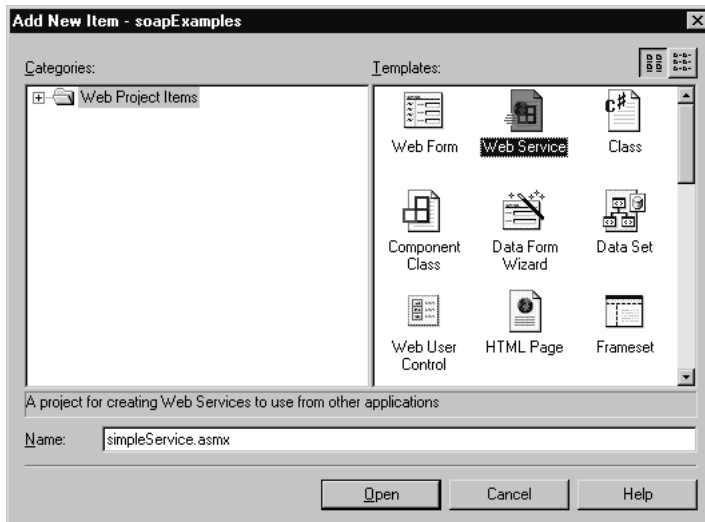 Add New Item - soapExamples
Categories:
Templates:
Web Project Items
Web Form
Web Service
C#
Class
Component
Class
Data Form
Wizard
Data Set
Web User
Control
HTML Page
Frameset
A project for creating Web Services to use from other applications
Name:
simpleService.asmx
Open
Cancel
Help